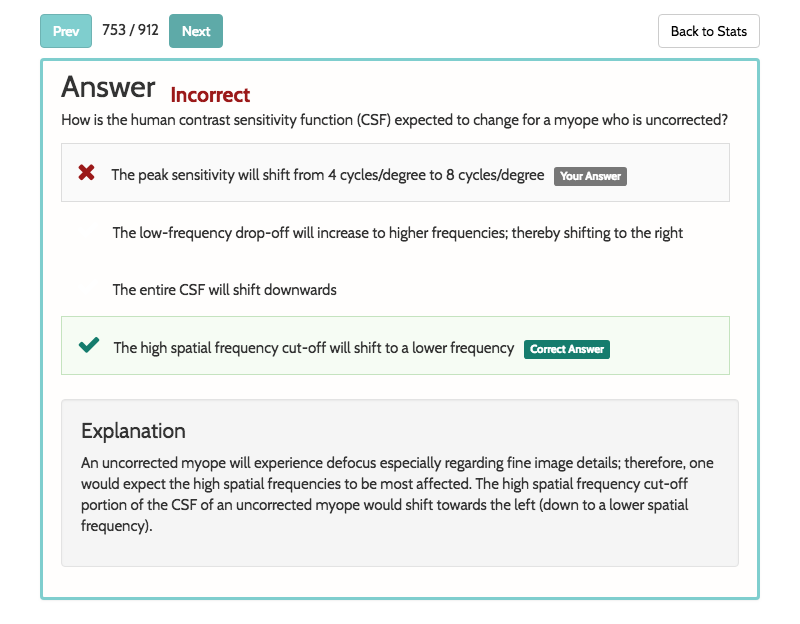 Prev 753 / 912 Next Back to Stats
Answer Incorrect
How is the human contrast sensitivity function (CSF) expected to change for a myope who is uncorrected?
The peak sensitivity will shift from 4 cycles/degree to 8 cycles/degree Your Answer
The low-frequency drop-off will increase to higher frequencies; thereby shifting to the right
The entire CSF will shift downwards
The high spatial frequency cut-off will shift to a lower frequency Correct Answer
Explanation
An uncorrected myope will experience defocus especially regarding fine image details; therefore, one
would expect the high spatial frequencies to be most affected. The high spatial frequency cut-off
portion of the CSF of an uncorrected myope would shift towards the left (down to a lower spatial
frequency).